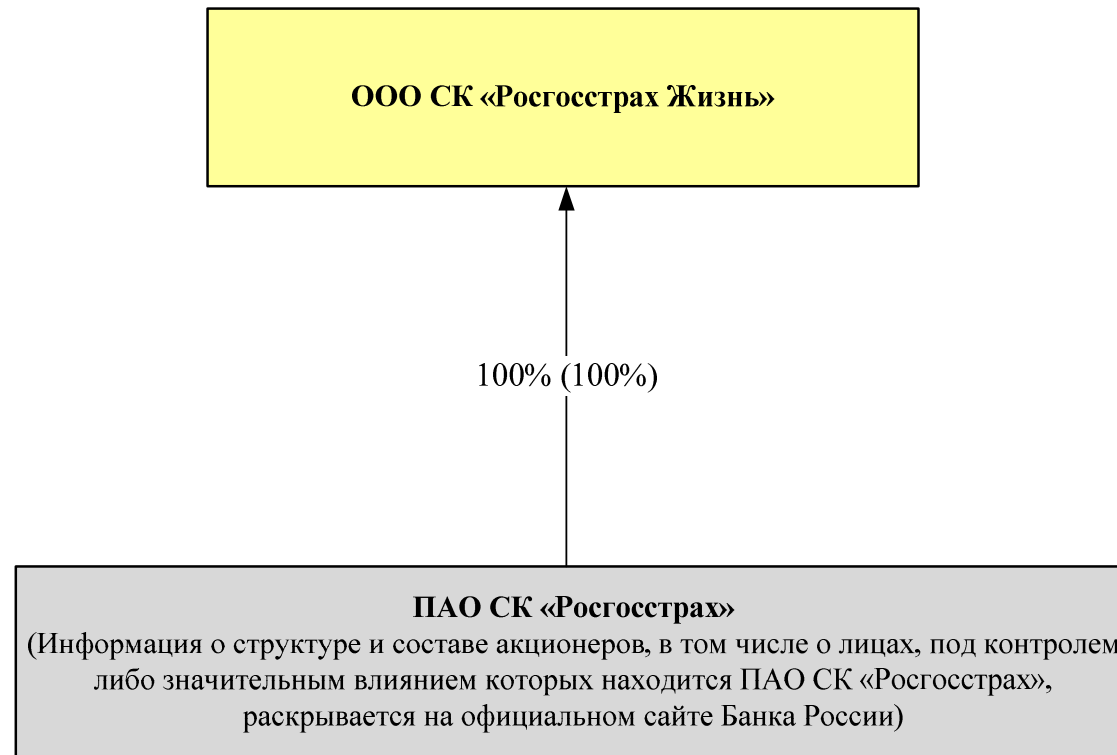 ООО СК «Росгосстрах Жизнь»
100% (100%)
ПАО СК «Росгосстрах»
(Информация о структуре и составе акционеров, в том числе о лицах, под контролем
либо значительным влиянием которых находится ПАО СК «Росгосстрах»,
раскрывается на официальном сайте Банка России)